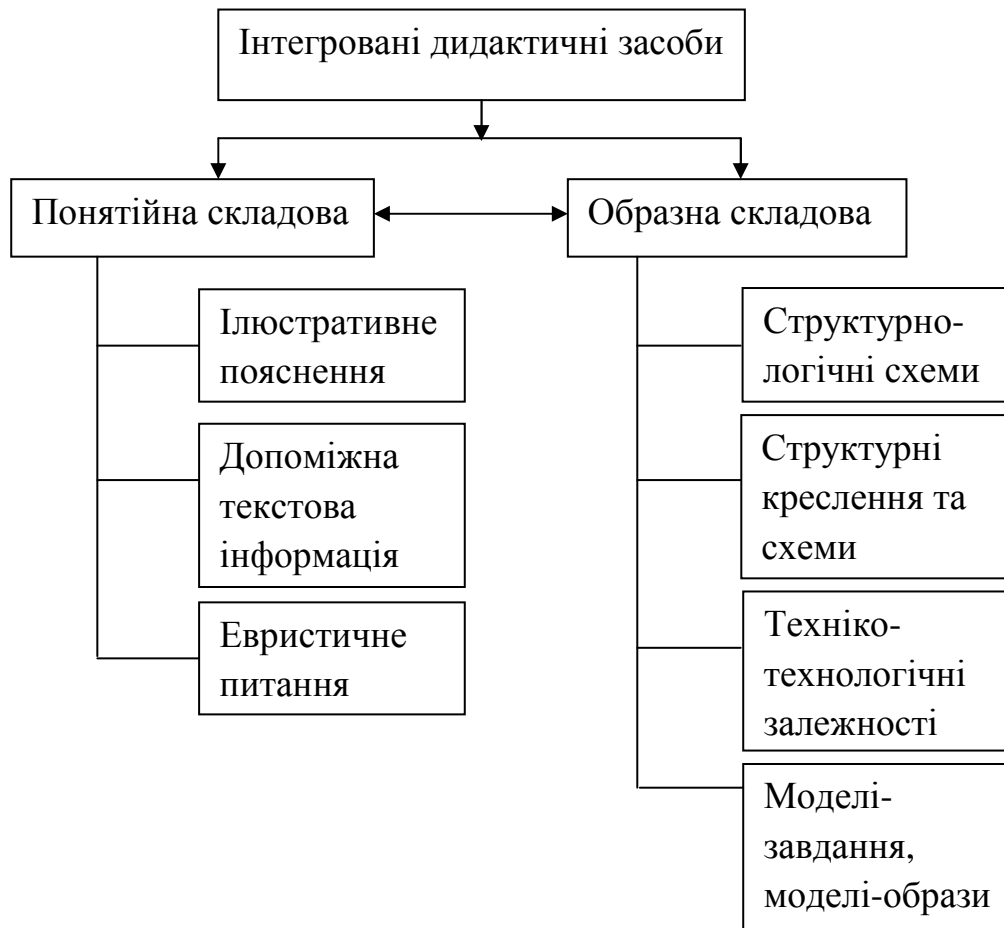 Інтегровані дидактичні засоби
Понятійна складова
Образна складова
Ілюстративне
пояснення
Допоміжна
текстова
інформація
Евристичне
питання
Структурно-
логічні схеми
Структурні
креслення та
схеми
Техніко-
технологічні
залежності
Моделі-
завдання,
моделі-образи